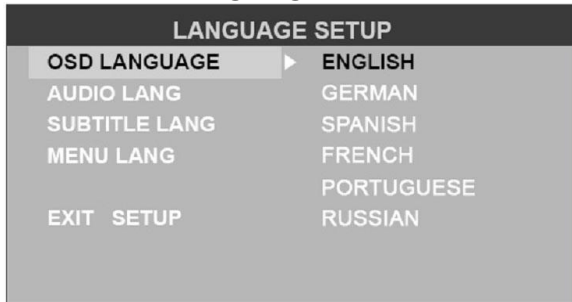 LANGUAGE SETUP
OSD LANGUAGE ENGLISH
AUDIO LANG GERMAN
SUBTITLE LANG SPANISH
MENU LANG FRENCH
PORTUGUESE
EXIT SETUP RUSSIAN